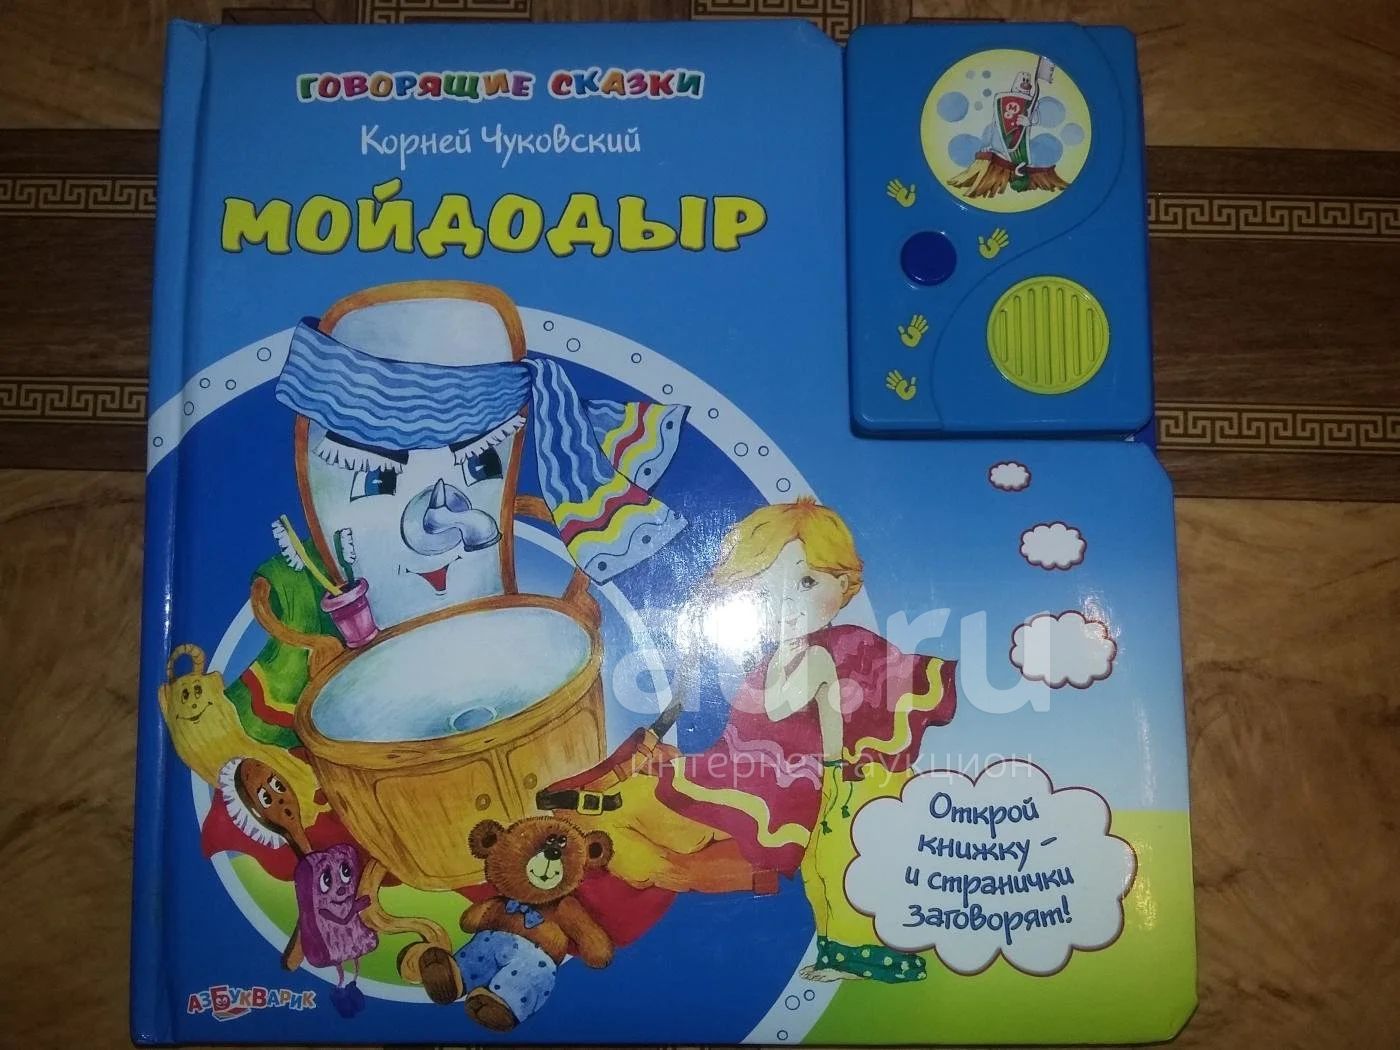 ГОВОРЯЩИЕ СКАЗКИ
Корней Чуковский
МОЙДОДЫР
М
au.ru
интернет-аукцион
Открой
книжку -
и странички
заговорят!
АЗБУКВАРИК